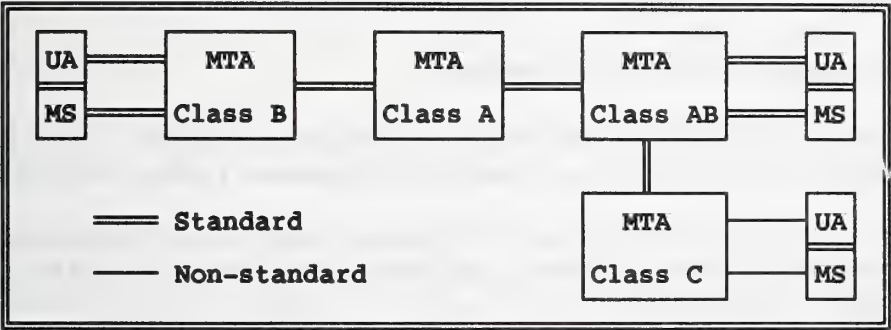 UA MTA MTA MTA UA
MS Class B Class A Class AB MS
Standard MTA UA
Non-standard Class C MS